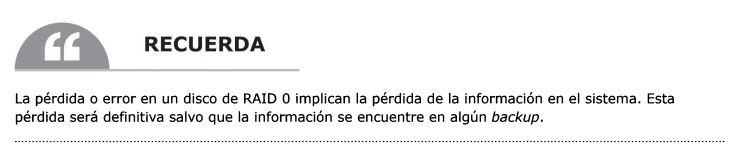 RECUERDA
La pérdida o error en un disco de RAID 0 implican la pérdida de la información en el sistema. Esta
pérdida será definitiva salvo que la información se encuentre en algún backup.